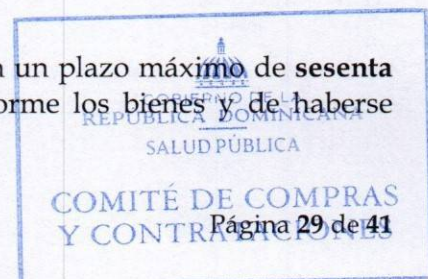 un plazo máximo de sesenta
orme los bienes y de haberse
GOBIERNO DE LA
REPÚBLICA DOMINICANA
SALUD PÚBLICA
COMITÉ DE COMPRAS
Y CONTRATACIONES
Página 29 de 41